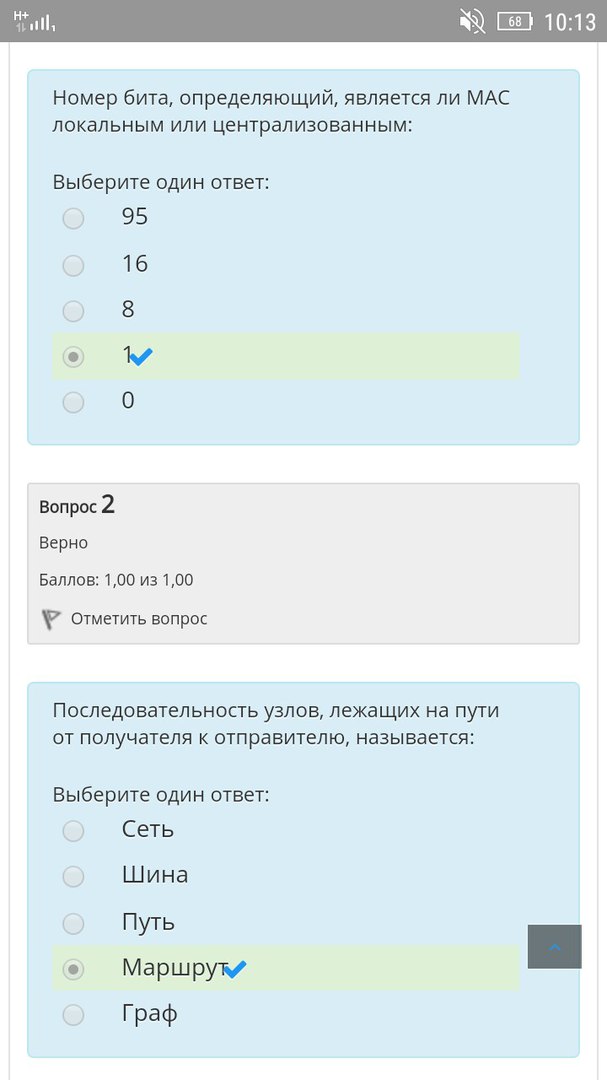 H+ 68 10:13
Номер бита, определяющий, является ли MAC
локальным или централизованным:
Выберите один ответ:
95
16
8
1
0
Вопрос 2
Верно
Баллов: 1,00 из 1,00
Отметить вопрос
Последовательность узлов, лежащих на пути
от получателя к отправителю, называется:
Выберите один ответ:
Сеть
Шина
Путь
Маршрут
Граф